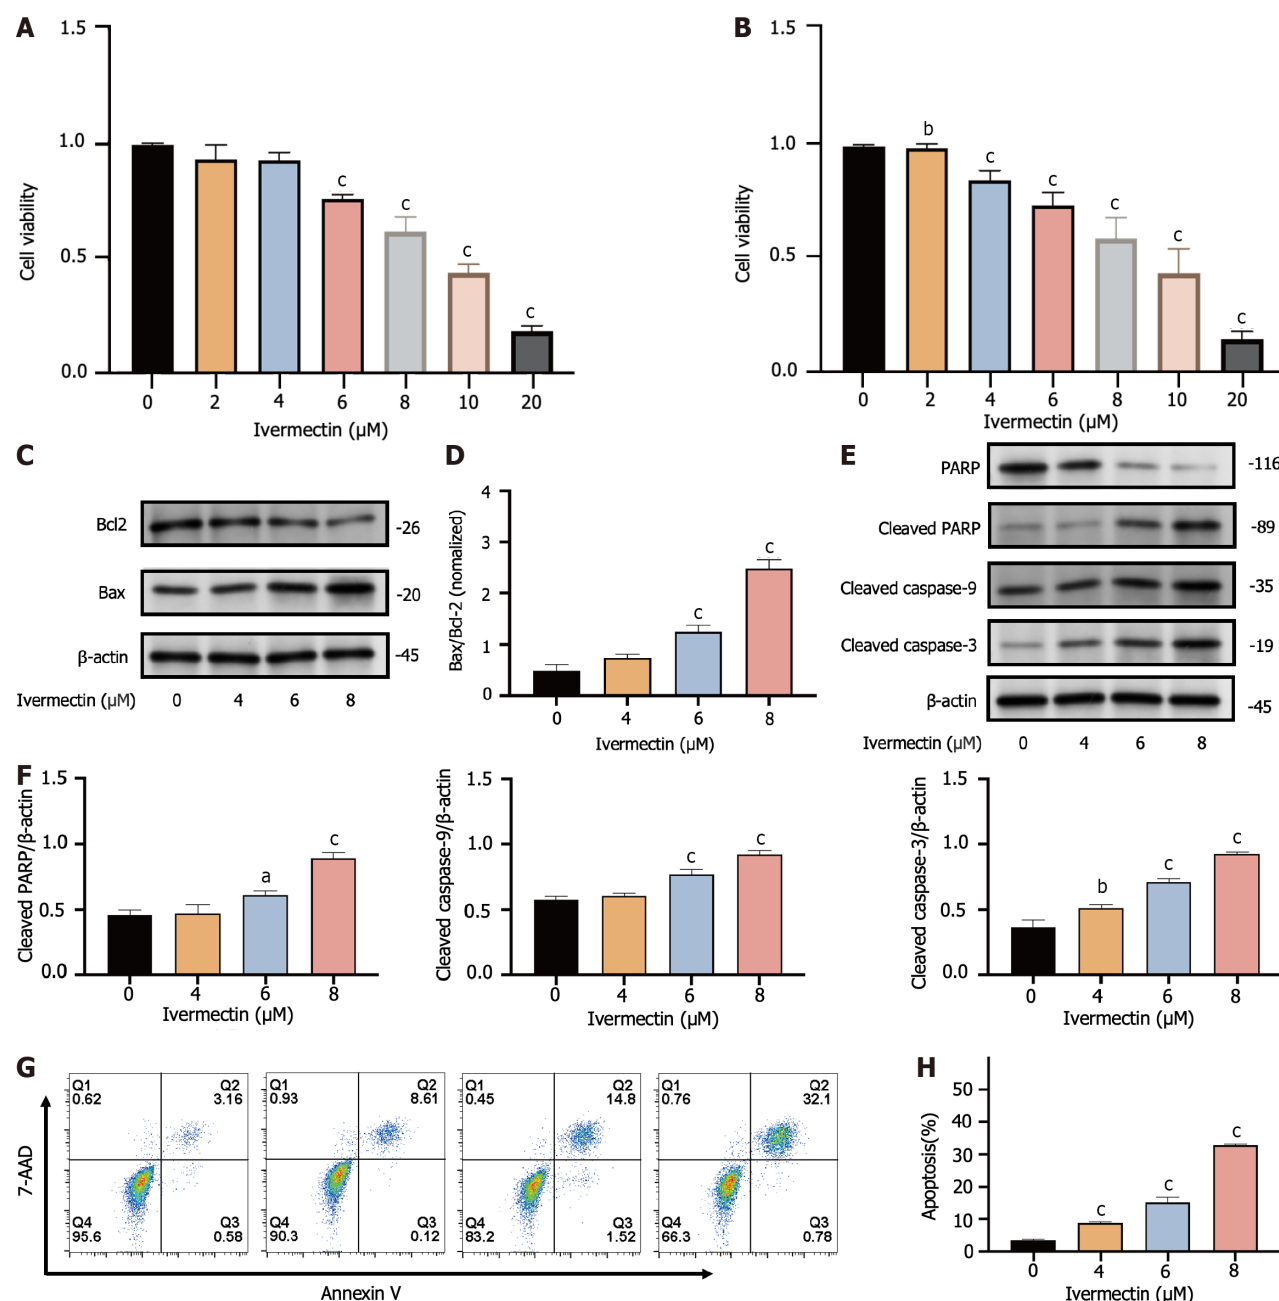 A
1.5
1.0
0.5
0.0
Cell viability
c
c
c
c
0 2 4 6 8 10 20
Ivermectin (μM)
B
1.5
1.0
0.5
0.0
Cell viability
b
c
c
c
c
c
0 2 4 6 8 10 20
Ivermectin (μM)
C
Bcl2 -26
Bax -20
β-actin -45
Ivermectin (μM) 0 4 6 8
D
4
3
2
1
0
Bax/Bcl-2 (nomalized)
c
c
0 4 6 8
Ivermectin (μM)
E
PARP -116
Cleaved PARP -89
Cleaved caspase-9 -35
Cleaved caspase-3 -19
β-actin -45
Ivermectin (μM) 0 4 6 8
F
1.5
1.0
0.5
0.0
Cleaved PARP/β-actin
a
c
0 4 6 8
Ivermectin (μM)
1.5
1.0
0.5
0.0
Cleaved caspase-9/β-actin
c
c
0 4 6 8
Ivermectin (μM)
1.5
1.0
0.5
0.0
Cleaved caspase-3/β-actin
b
c
c
0 4 6 8
Ivermectin (μM)
G
7-AAD
Q1 Q2
0.62 3.16
Q4 Q3
95.6 0.58
Q1 Q2
0.93 8.61
Q4 Q3
90.3 0.12
Q1 Q2
0.45 14.8
Q4 Q3
83.2 1.52
Q1 Q2
0.76 32.1
Q4 Q3
66.3 0.78
Annexin V
H
50
40
30
20
10
0
Apoptosis(%)
c
c
c
0 4 6 8
Ivermectin (μM)